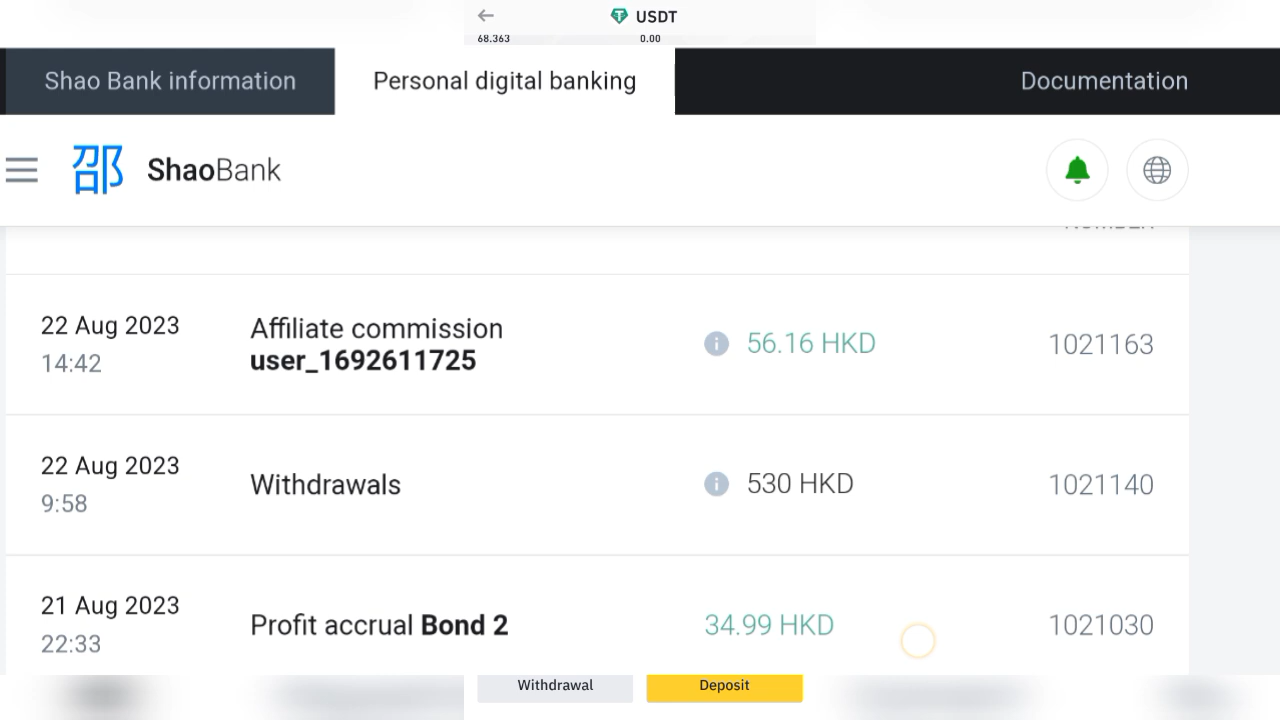 USDT
68.363 0.00
Shao Bank information Personal digital banking Documentation
邵 ShaoBank
22 Aug 2023 Affiliate commission 56.16 HKD 1021163
14:42 user_1692611725
22 Aug 2023 Withdrawals 530 HKD 1021140
9:58
21 Aug 2023 Profit accrual Bond 2 34.99 HKD 1021030
22:33
Withdrawal Deposit